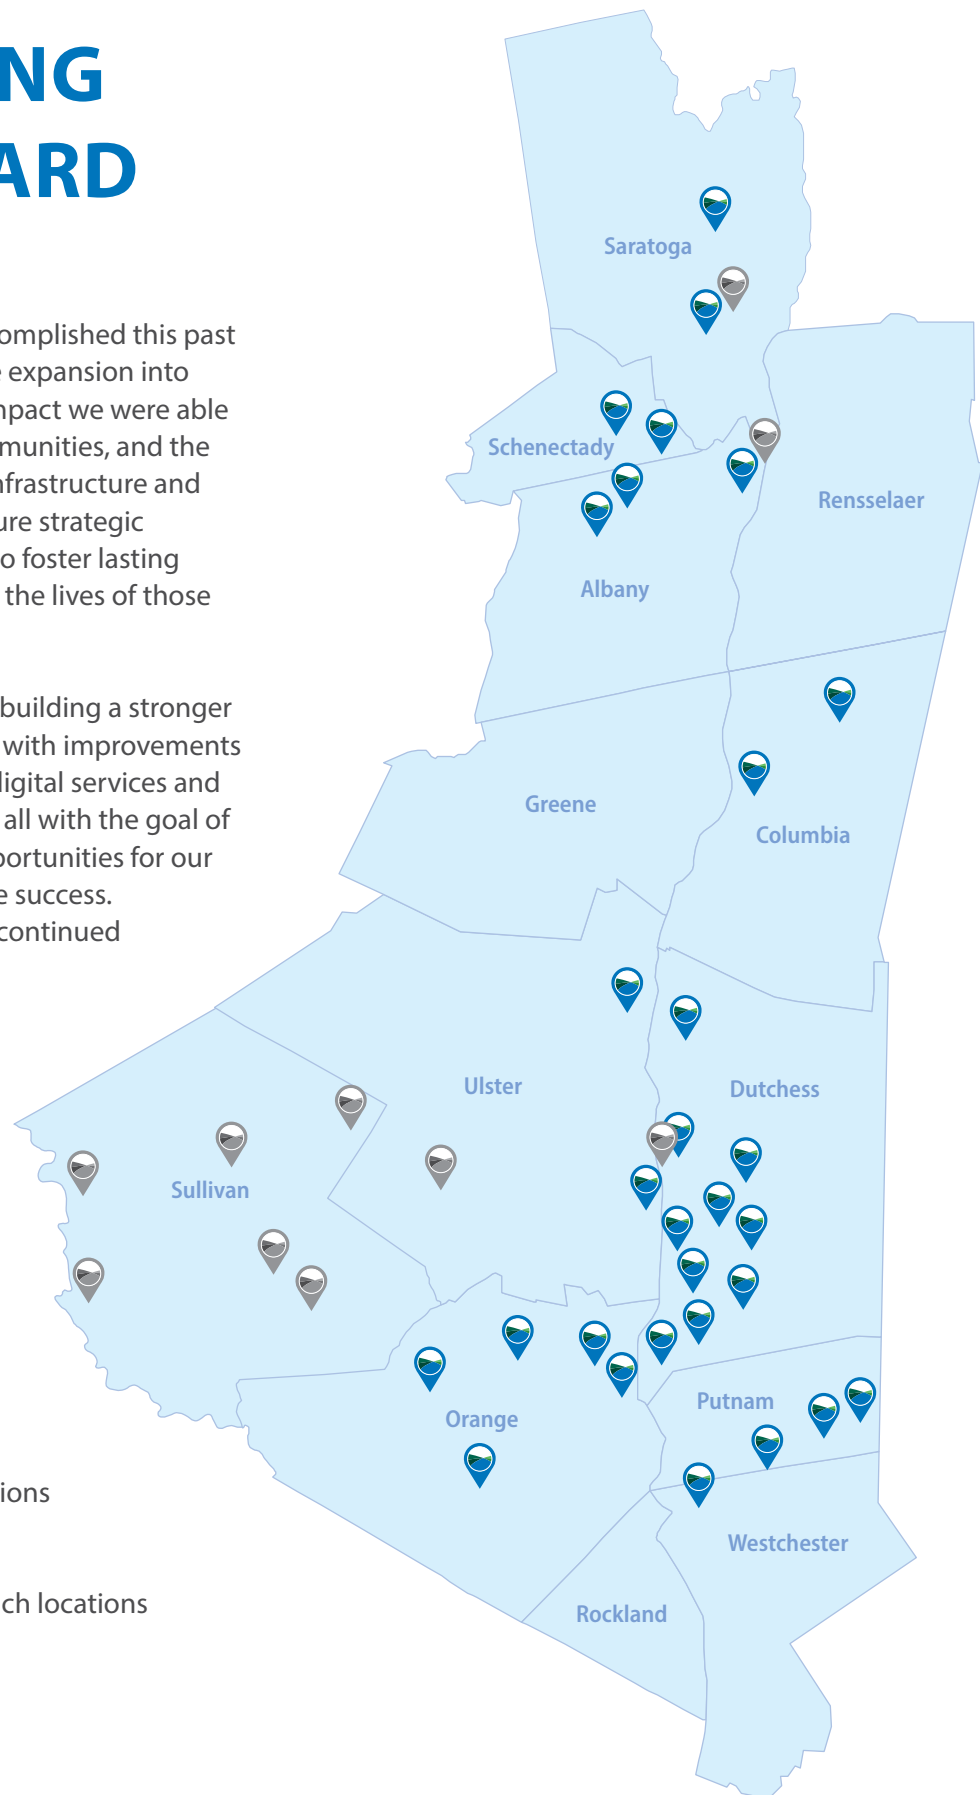 NG
ARD
omplished this past
e expansion into
mpact we were able
mmunities, and the
nfrastructure and
ure strategic
o foster lasting
the lives of those
building a stronger
with improvements
digital services and
all with the goal of
portunities for our
e success.
continued
ions
ch locations
Saratoga
Schenectady
Rensselaer
Albany
Greene
Columbia
Ulster
Dutchess
Sullivan
Putnam
Orange
Westchester
Rockland